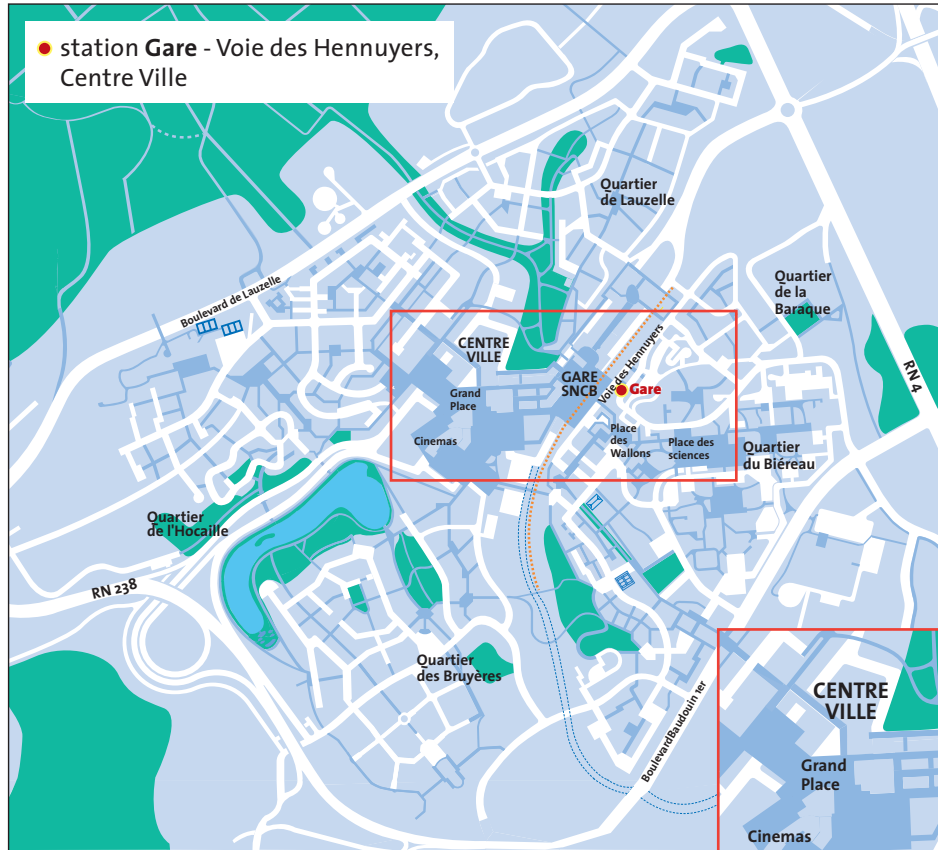 station Gare - Voie des Hennuyers,
Centre Ville
Quartier
de Lauzelle
Boulevard de Lauzelle
Quartier
de la
Baraque
CENTRE
VILLE
Voie des Hennuyers
GARE
SNCB
Gare
RN 4
Grand
Place
Cinemas
Place
des
Wallons
Place des
sciences
Quartier
du Biéreau
Quartier
de l'Hocaille
RN 238
Quartier
des Bruyères
BoulevardBaudouin 1er
CENTRE
VILLE
Grand
Place
Cinemas